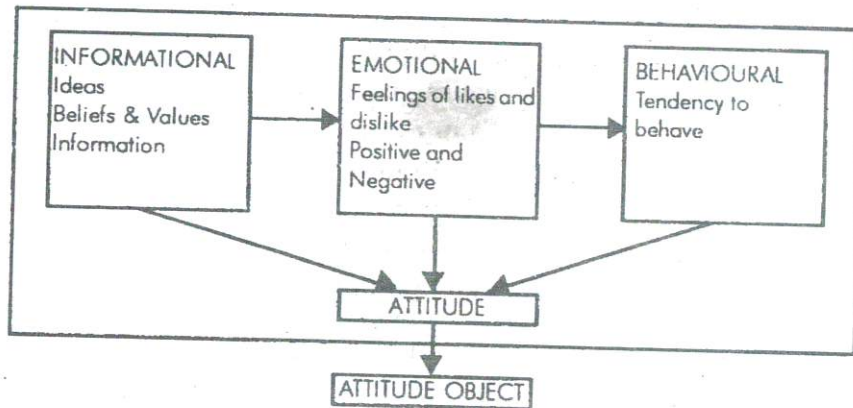 INFORMATIONAL
Ideas
Beliefs & Values
Information
EMOTIONAL
Feelings of likes and
dislike
Positive and
Negative
BEHAVIOURAL
Tendency to
behave
ATTITUDE
ATTITUDE OBJECT